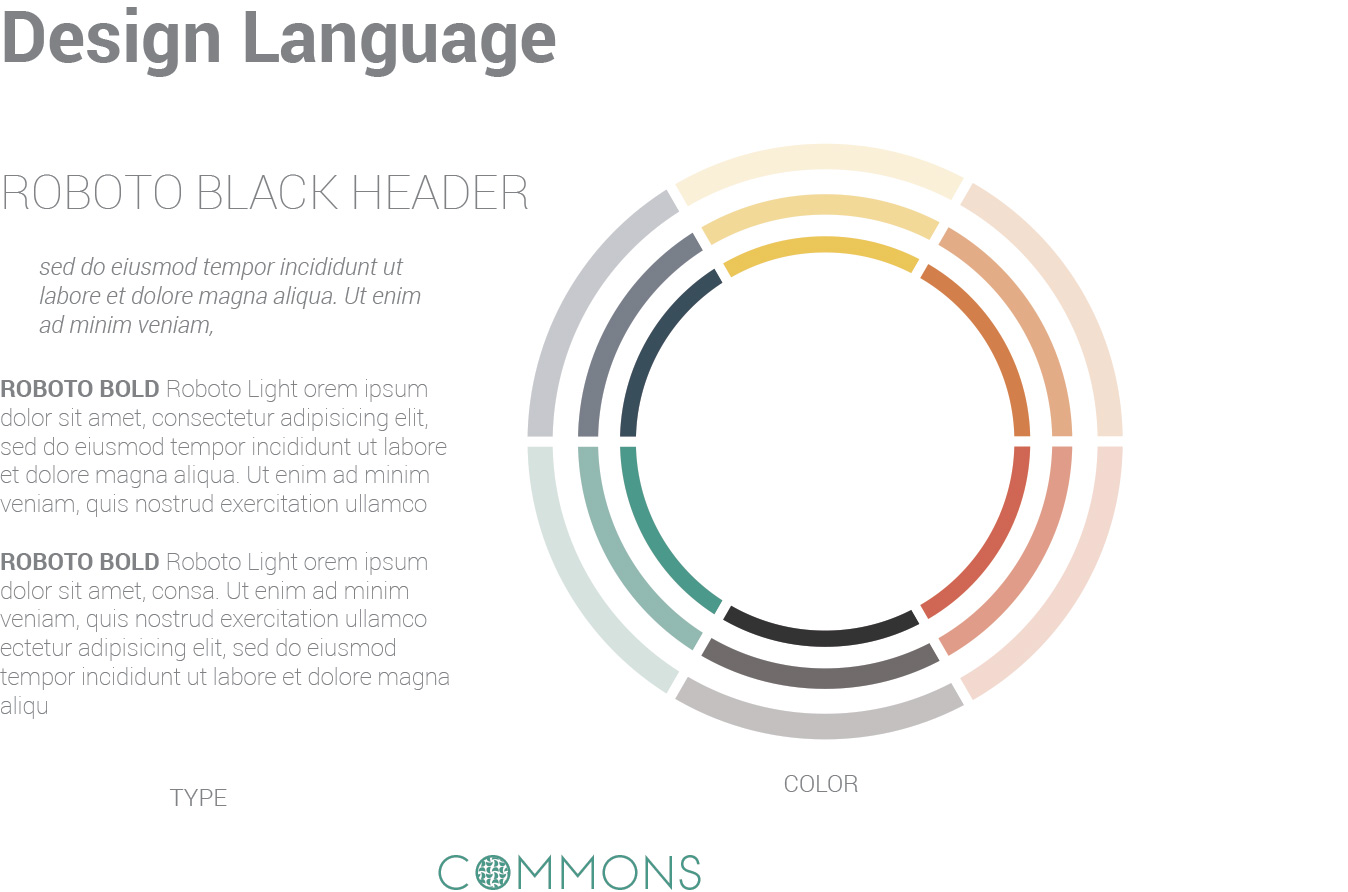 Design Language
ROBOTO BLACK HEADER
sed do eiusmod tempor incididunt ut
labore et dolore magna aliqua. Ut enim
ad minim veniam,
ROBOTO BOLD Roboto Light orem ipsum
dolor sit amet, consectetur adipisicing elit,
sed do eiusmod tempor incididunt ut labore
et dolore magna aliqua. Ut enim ad minim
veniam, quis nostrud exercitation ullamco
ROBOTO BOLD Roboto Light orem ipsum
dolor sit amet, consa. Ut enim ad minim
veniam, quis nostrud exercitation ullamco
ectetur adipisicing elit, sed do eiusmod
tempor incididunt ut labore et dolore magna
aliqu
TYPE
COLOR
COMMONS